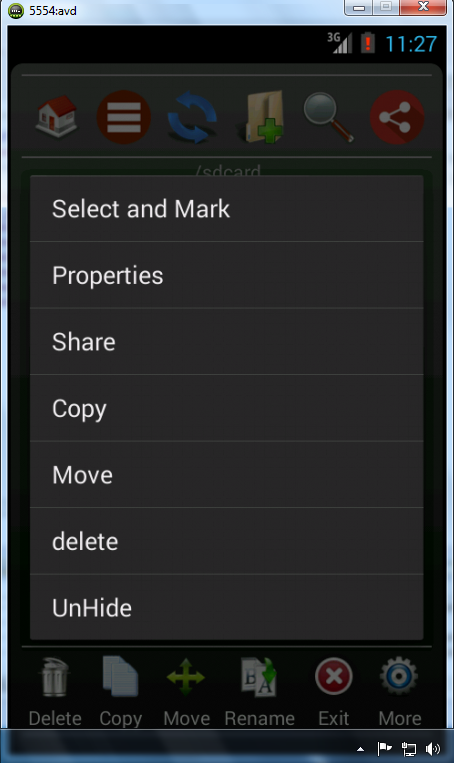 5554:avd
3G 11:27
/sdcard
Select and Mark
Properties
Share
Copy
Move
delete
UnHide
A
B
Delete Copy Move Rename Exit More